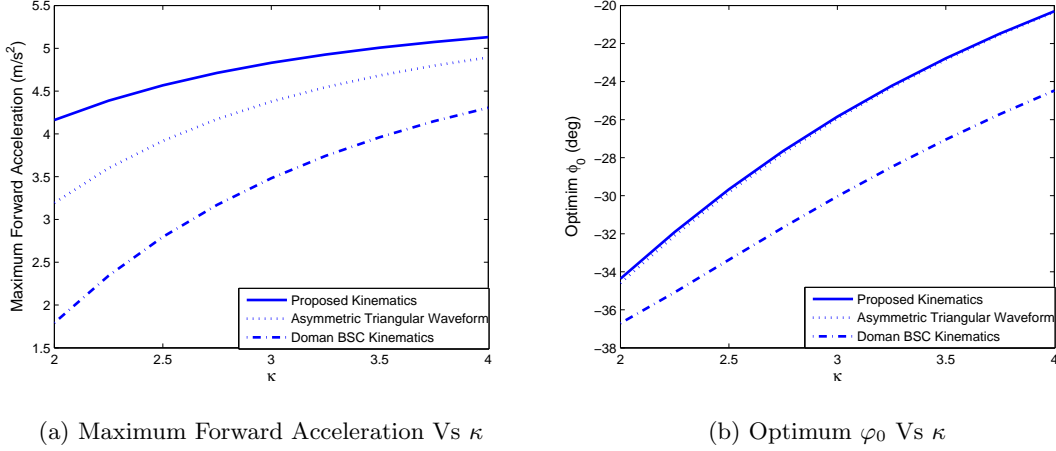 5.5
5
4.5
4
3.5
3
2.5
2
1.5
Maximum Forward Acceleration (m/s²)
2
2.5
3
3.5
4
κ
Proposed Kinematics
Asymmetric Triangular Waveform
Doman BSC Kinematics
(a) Maximum Forward Acceleration Vs κ
−20
−22
−24
−26
−28
−30
−32
−34
−36
−38
Optimim ϕ₀ (deg)
2
2.5
3
3.5
4
κ
Proposed Kinematics
Asymmetric Triangular Waveform
Doman BSC Kinematics
(b) Optimum φ₀ Vs κ